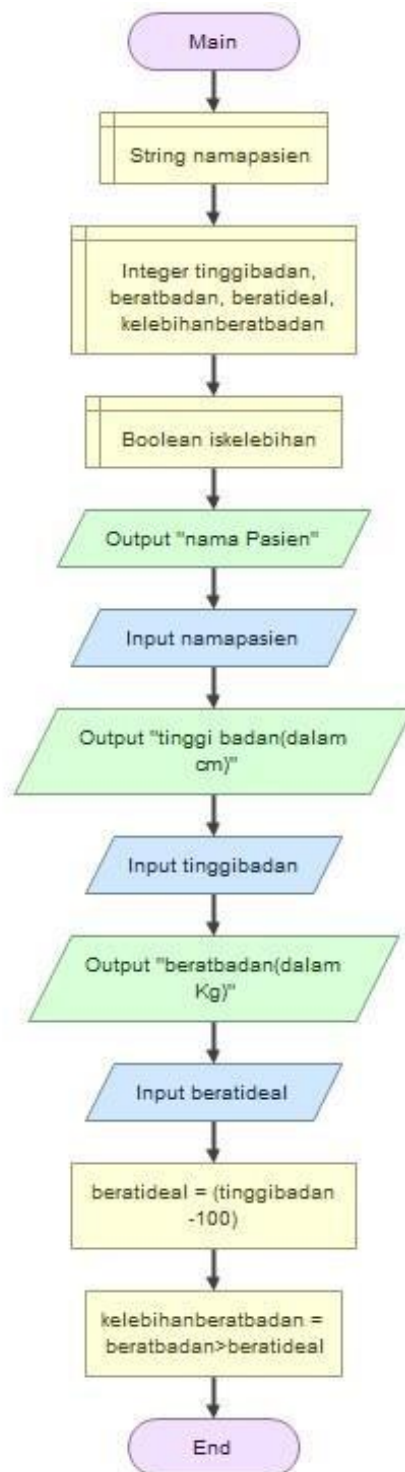 Main
String namapasien
Integer tinggibadan,
beratbadan, beratideal,
kelebihanberatbadan
Boolean iskelebihan
Output "nama Pasien"
Input namapasien
Output "tinggi badan(dalam
cm)"
Input tinggibadan
Output "beratbadan(dalam
Kg)"
Input beratideal
beratideal = (tinggibadan
-100)
kelebihanberatbadan =
beratbadan>beratideal
End